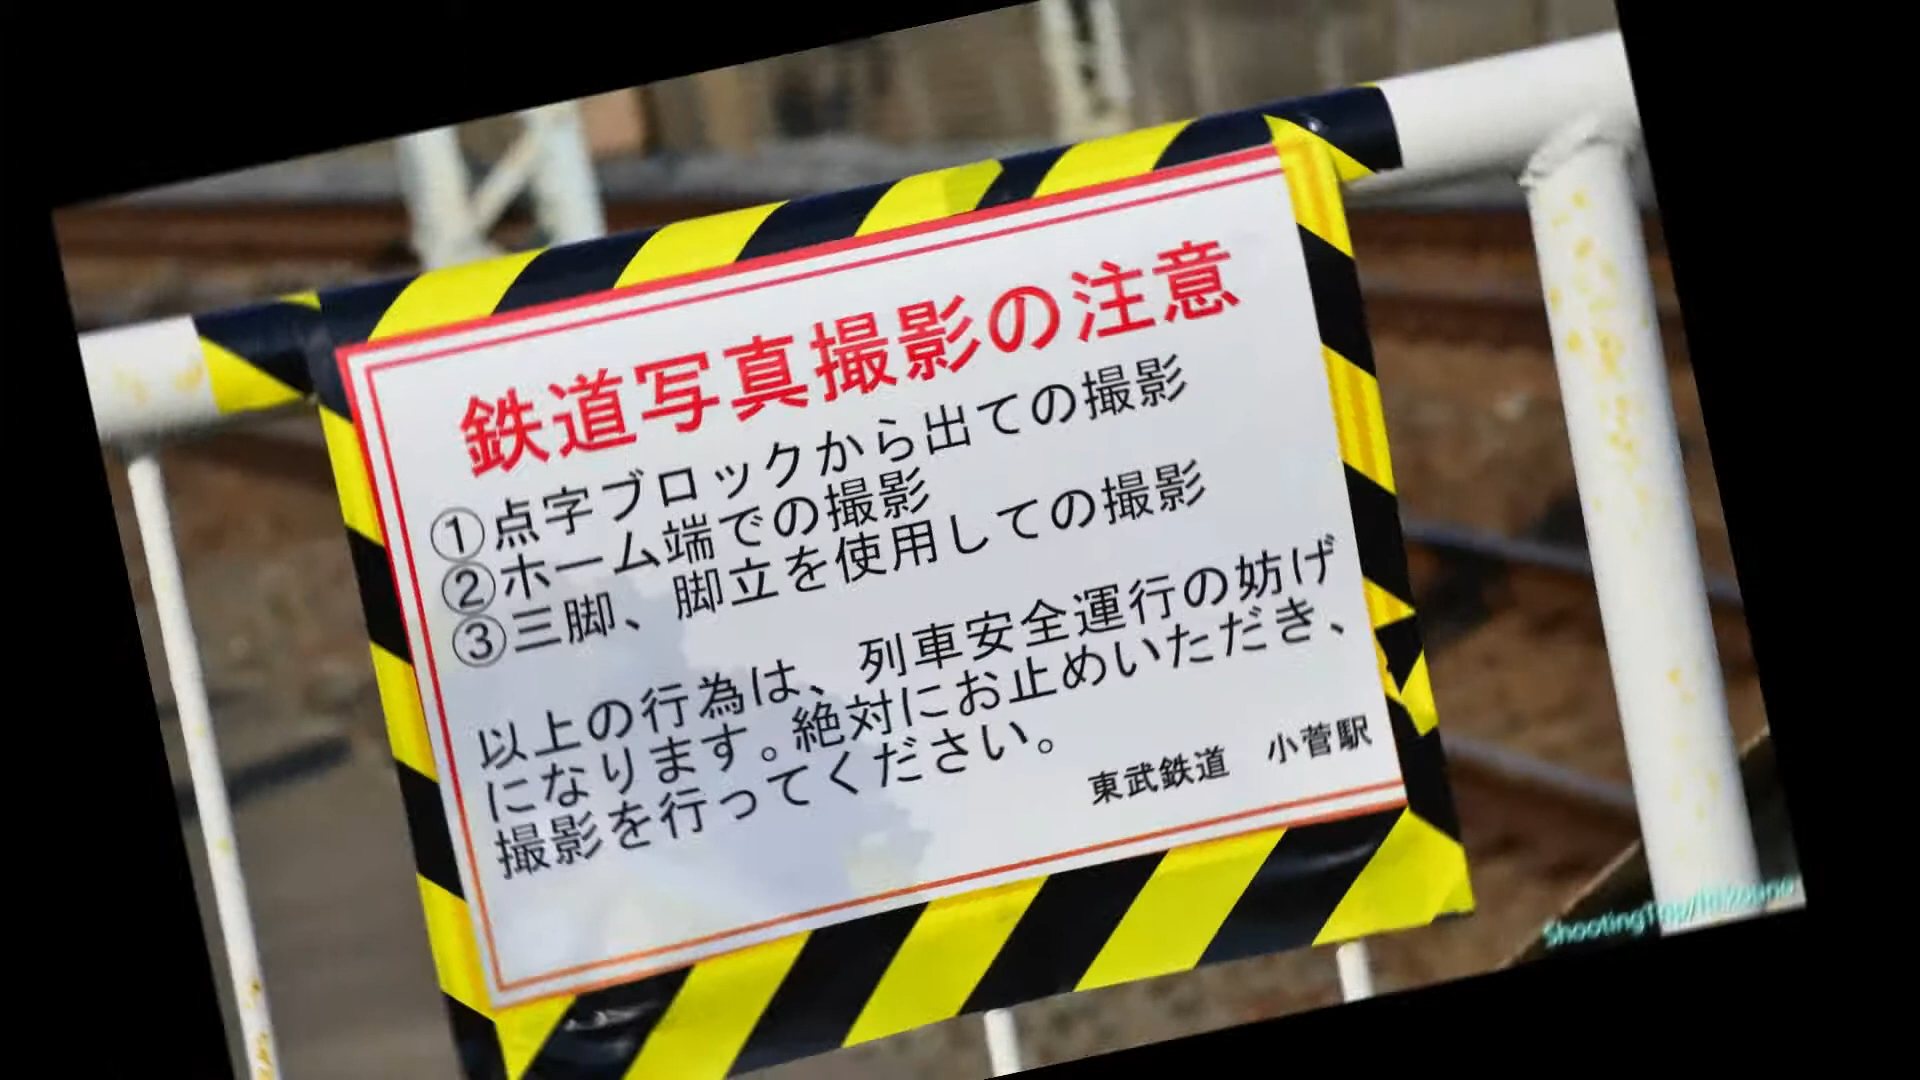 鉄道写真撮影の注意
①点字ブロックから出ての撮影
②ホーム端での撮影
③三脚、脚立を使用しての撮影
以上の行為は、列車安全運行の妨げ
になります。絶対にお止めいただき、
撮影を行ってください。
東武鉄道　小菅駅